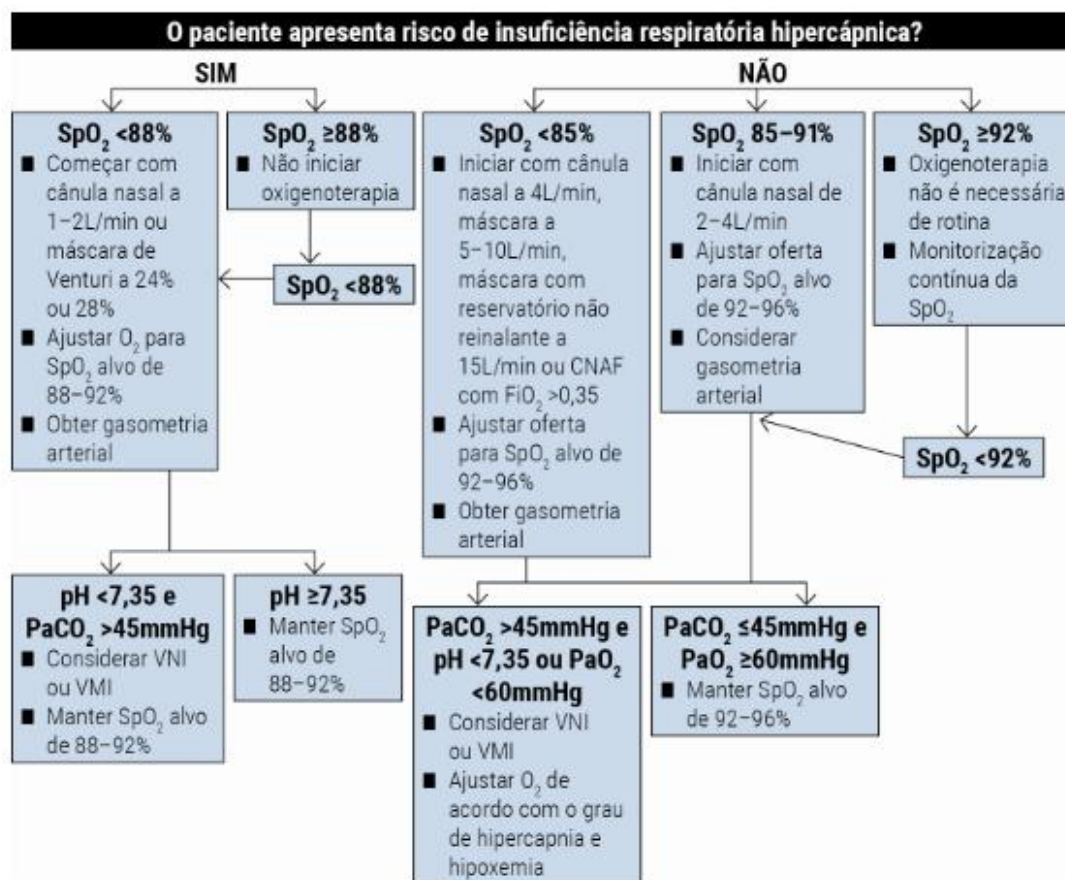 O paciente apresenta risco de insuficiência respiratória hipercápnica?
SIM
NÃO
SpO₂ <88%
■ Começar com
cânula nasal a
1–2L/min ou
máscara de
Venturi a 24%
ou 28%
■ Ajustar O₂ para
SpO₂ alvo de
88–92%
■ Obter gasometria
arterial
SpO₂ ≥88%
■ Não iniciar
oxigenoterapia
SpO₂ <88%
SpO₂ <85%
■ Iniciar com cânula
nasal a 4L/min,
máscara a
5–10L/min,
máscara com
reservatório não
reinalante a
15L/min ou CNAF
com FiO₂ >0,35
■ Ajustar oferta
para SpO₂ alvo de
92–96%
■ Obter gasometria
arterial
SpO₂ 85–91%
■ Iniciar com
cânula nasal de
2–4L/min
■ Ajustar oferta
para SpO₂ alvo
de 92–96%
■ Considerar
gasometria
arterial
SpO₂ ≥92%
■ Oxigenoterapia
não é necessária
de rotina
■ Monitorização
contínua da
SpO₂
SpO₂ <92%
pH <7,35 e
PaCO₂ >45mmHg
■ Considerar VNI
ou VMI
■ Manter SpO₂ alvo
de 88–92%
pH ≥7,35
■ Manter SpO₂
alvo de
88–92%
PaCO₂ >45mmHg e
pH <7,35 ou PaO₂
<60mmHg
■ Considerar VNI
ou VMI
■ Ajustar O₂ de
acordo com o grau
de hipercapnia e
hipoxemia
PaCO₂ ≤45mmHg e
PaO₂ ≥60mmHg
■ Manter SpO₂ alvo
de 92–96%